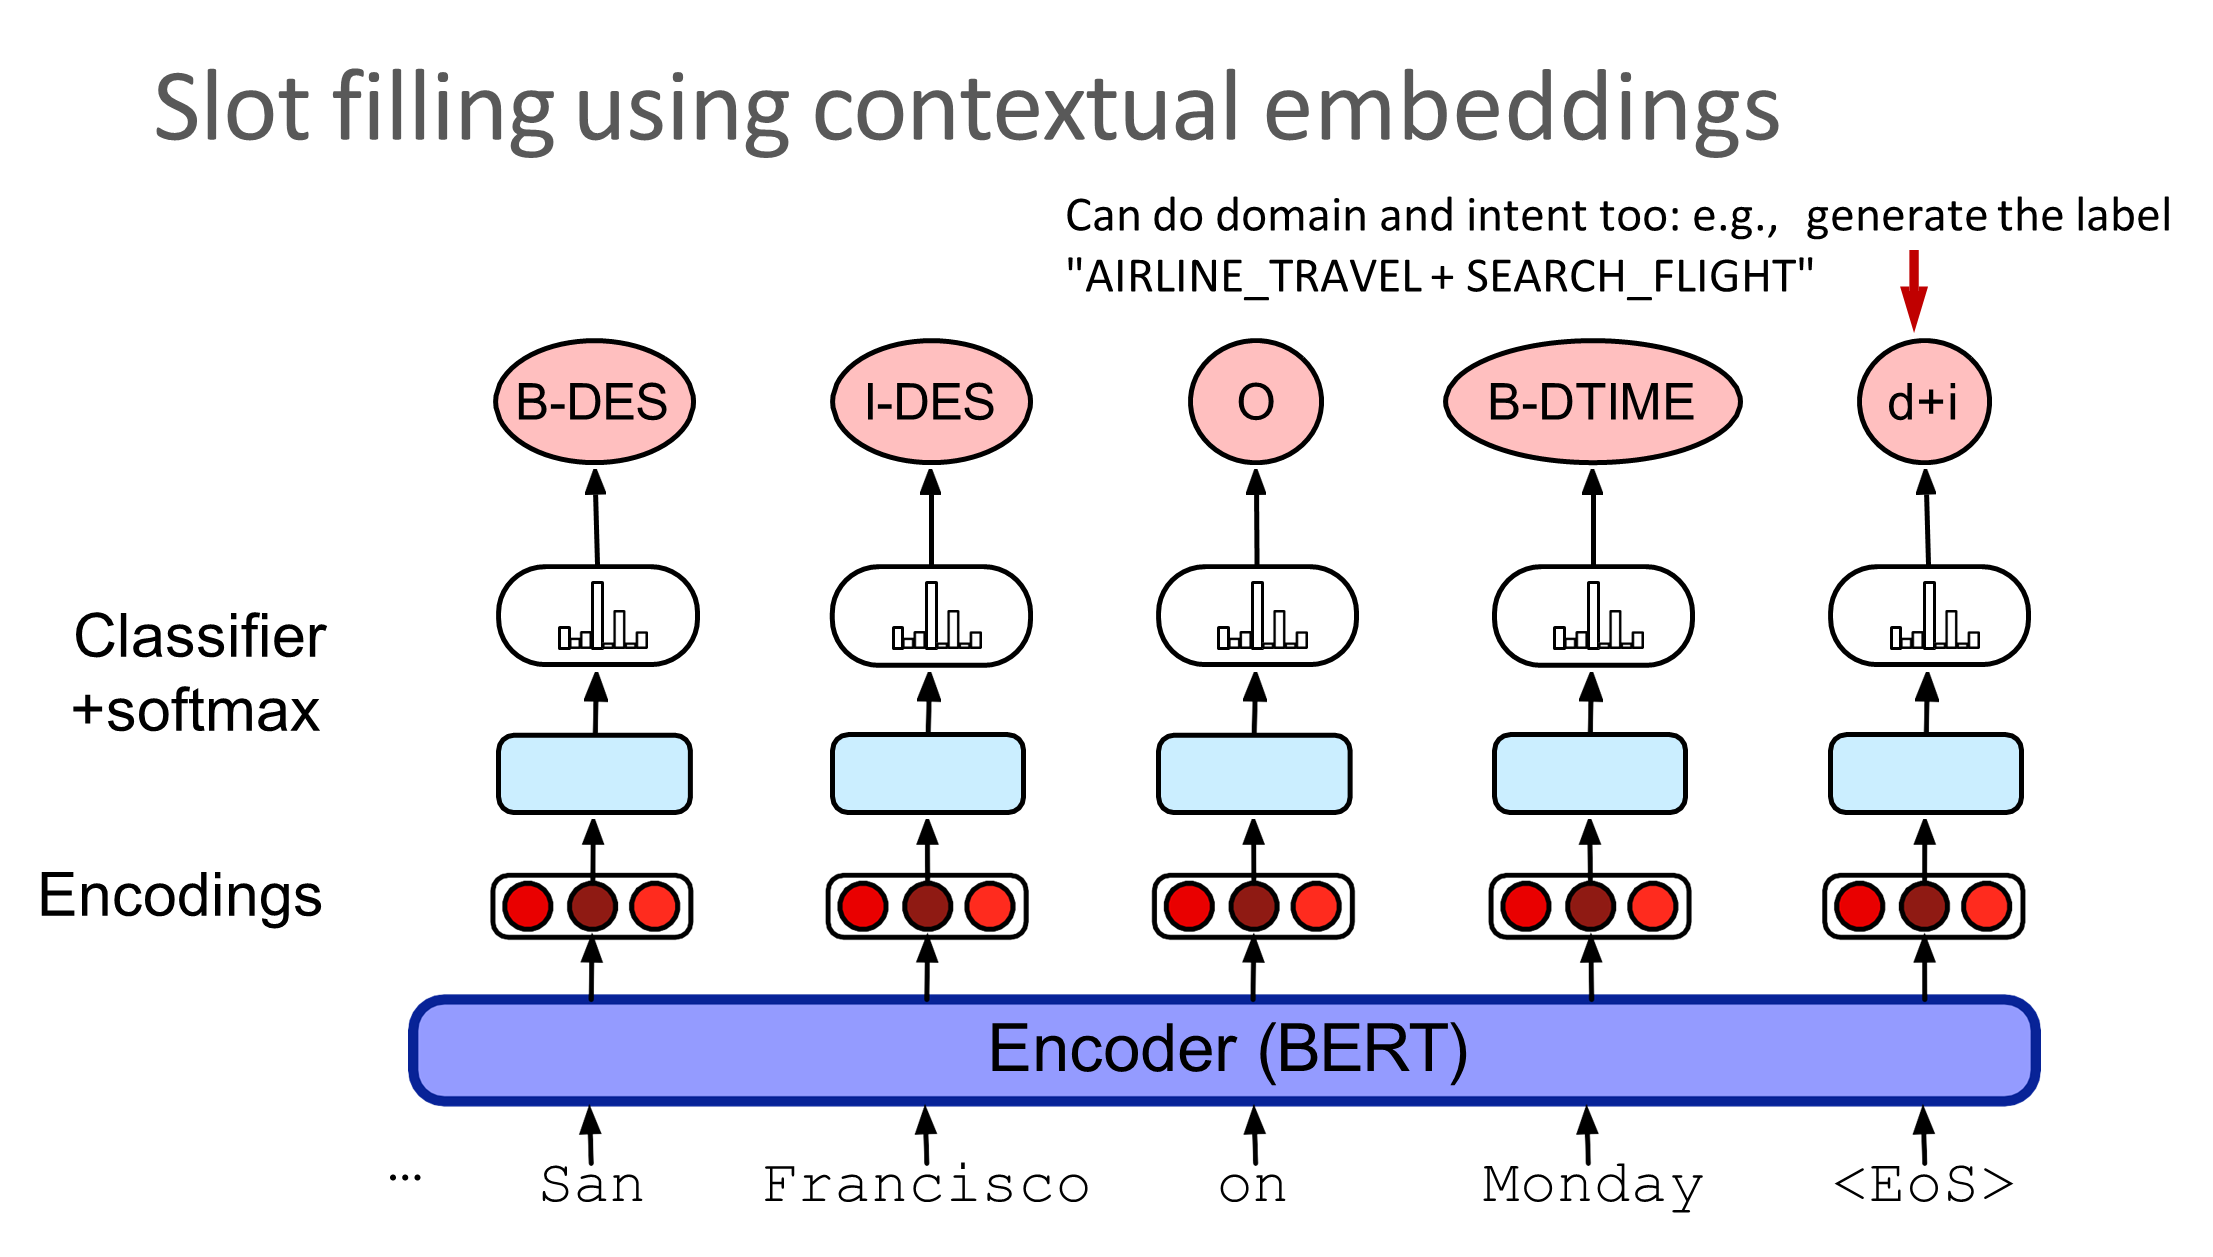 Slot filling using contextual embeddings
Can do domain and intent too: e.g., generate the label
"AIRLINE_TRAVEL + SEARCH_FLIGHT"
B-DES I-DES O B-DTIME d+i
Classifier
+softmax
Encodings
Encoder (BERT)
… San Francisco on Monday <EoS>